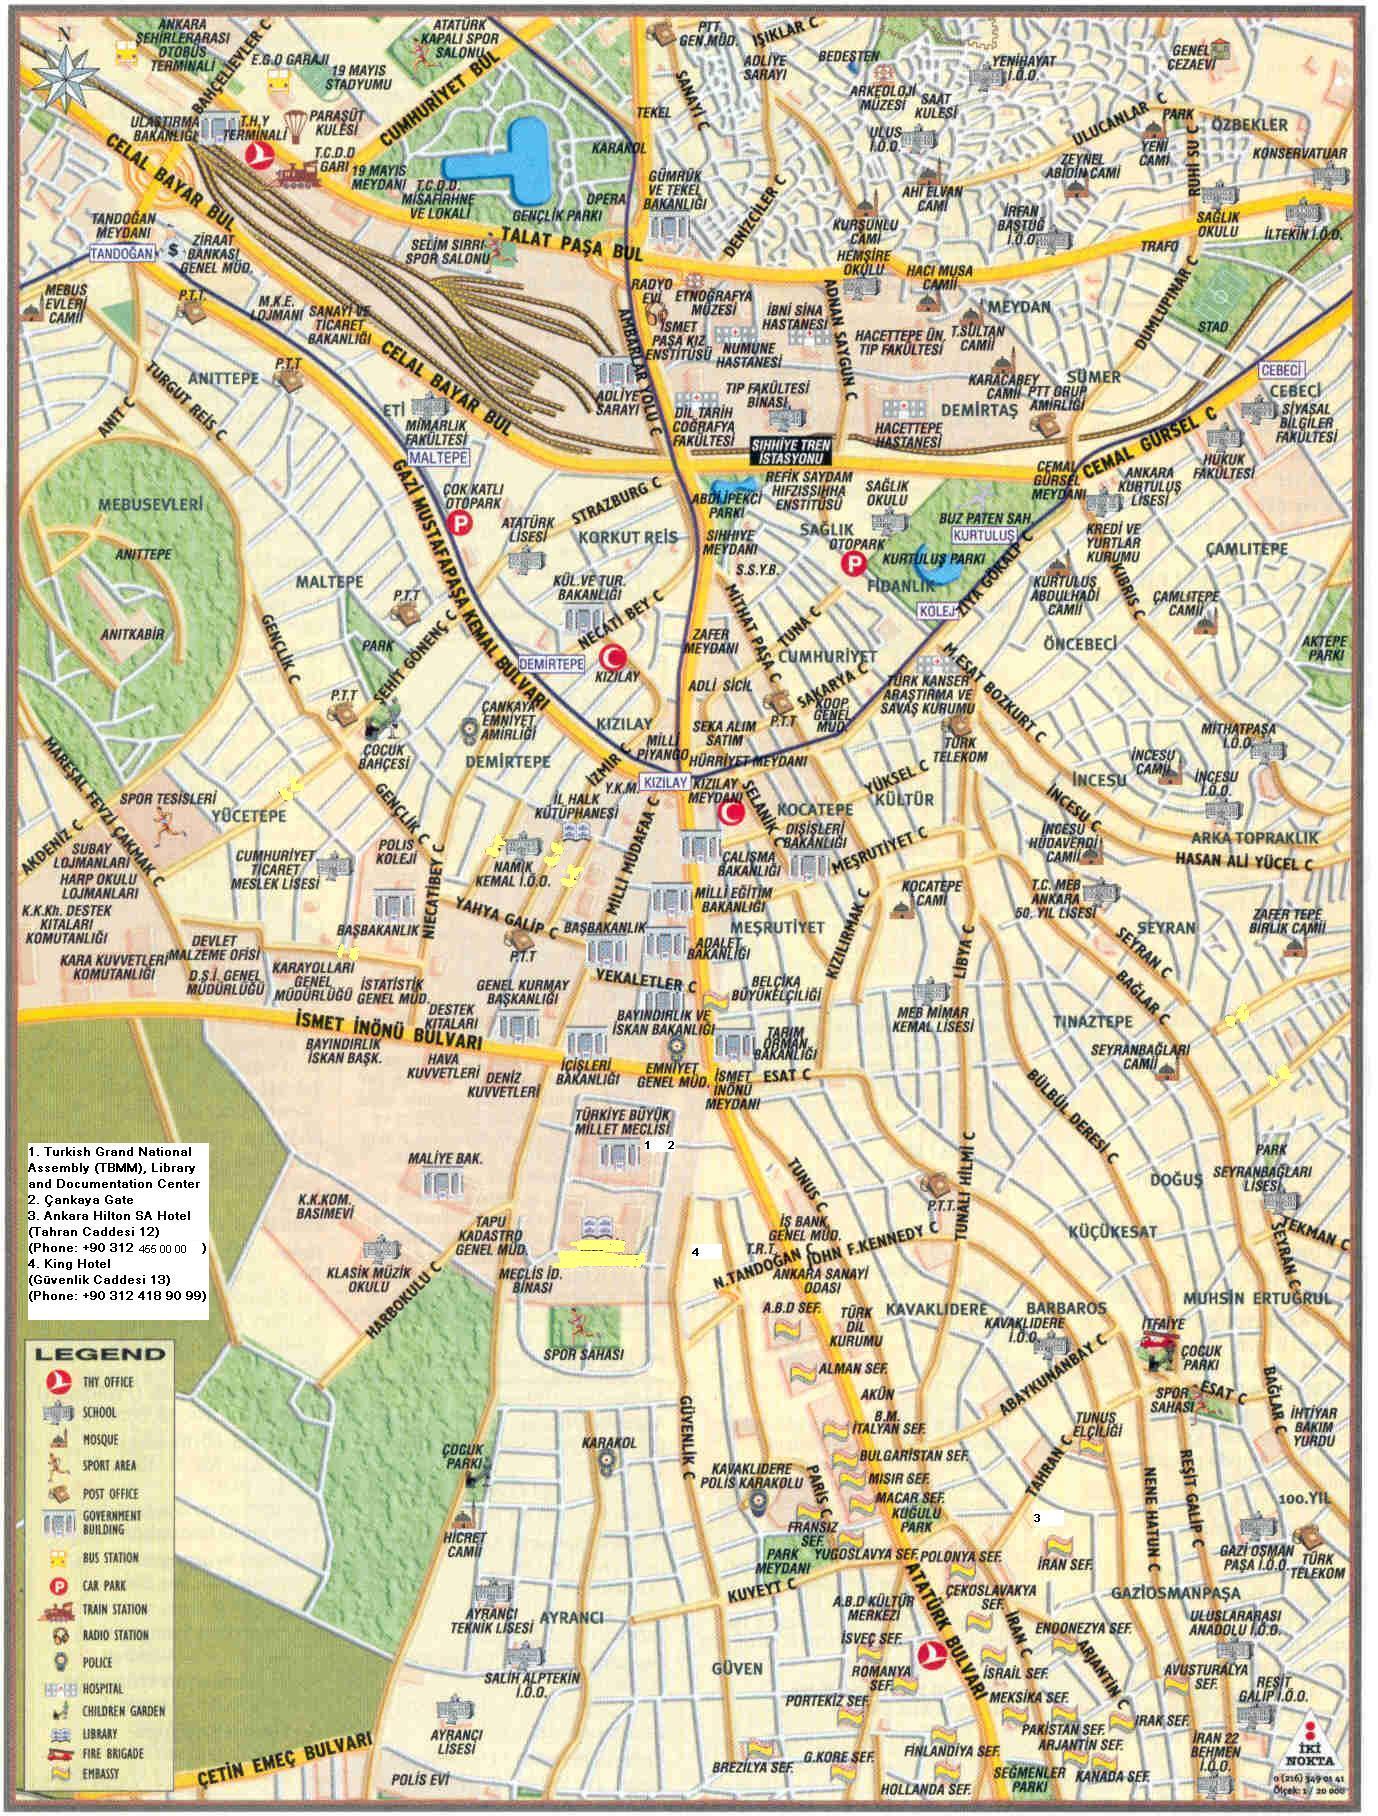 ANKARA
ŞEHİRLERARASI
OTOBÜS
TERMİNALİ
BAHÇELİEVLER C
E.G.O GARAJI
19 MAYIS
STADYUMU
ATATÜRK
KAPALI SPOR
SALONU
CUMHURİYET BUL
PTT
GEN.MÜD.
IŞIKLAR C
ADLİYE
SARAYI
BEDESTEN
ARKEOLOJİ
MÜZESİ
SAAT
KULESİ
YENİHAYAT
İ.Ö.O.
GENEL
CEZAEVİ
N
ULAŞTIRMA
BAKANLIĞI
T.H.Y
TERMİNALİ
PARAŞÜT
KULESİ
T.C.D.D
GARI
19 MAYIS
MEYDANI
T.C.D.D.
MİSAFİRHNE
VE LOKALİ
GENÇLİK PARKI
OPERA
KARAKOL
TEKEL
SANAYİ C
GÜMRÜK
VE TEKEL
BAKANLIĞI
DENİZCİLER C
ULUS
İ.Ö.O.
KURŞUNLU
CAMİ
AHİ ELVAN
CAMİ
ULUCANLAR C
PARK
YENİ
CAMİ
ZEYNEL
ABİDİN CAMİ
ÖZBEKLER
RUHİ SU C
KONSERVATUAR
İRFAN
BAŞTUĞ
İ.Ö.O.
SAĞLIK
OKULU
İLTEKİN İ.Ö.O.
TRAFO
CELAL BAYAR BUL
TANDOĞAN
MEYDANI
TANDOĞAN
$
ZİRAAT
BANKASI
GENEL MÜD.
SELİM SIRRI
SPOR SALONU
TALAT PAŞA BUL
HEMŞİRE
OKULU
HACI MUSA
CAMİİ
MEYDAN
DUMLUPINAR C
STAD
MEBUS
EVLERİ
CAMİİ
P.T.T.
M.K.E.
LOJMANI
SANAYİ VE
TİCARET
BAKANLIĞI
RADYO
EVİ
ETNOĞRAFYA
MÜZESİ
İSMET
PAŞA KIZ
ENSTİTÜSÜ
NUMUNE
HASTANESİ
İBNİ SİNA
HASTANESİ
ADNAN SAYGUN C
HACETTEPE ÜN.
TIP FAKÜLTESİ
T.SULTAN
CAMİİ
KARACABEY
CAMİİ
PTT GRUP
AMİRLİĞİ
SÜMER
CEBECİ
CEBECİ
SİYASAL
BİLGİLER
FAKÜLTESİ
AMBARLAR YOLU C
ANITTEPE
P.T.T
TURGUT REİS C
ANIT C
CELAL BAYAR BUL
ETİ
MİMARLIK
FAKÜLTESİ
MALTEPE
ADLİYE
SARAYI
DİL TARİH
COĞRAFYA
FAKÜLTESİ
TIP FAKÜLTESİ
BİNASI
HACETTEPE
HASTANESİ
DEMİRTAŞ
SIHHİYE TREN
İSTASYONU
CEMAL GÜRSEL C
CEMAL
GÜRSEL
MEYDANI
HUKUK
FAKÜLTESİ
ANKARA
KURTULUŞ
LİSESİ
MEBUSEVLERİ
ANITTEPE
ANITKABİR
GAZİ MUSTAFAPAŞA KEMAL BULVARI
ÇOK KATLI
OTOPARK
ATATÜRK
LİSESİ
STRAZBURG C
KORKUT REİS
ABDİ İPEKÇİ
PARKI
REFİK SAYDAM
HIFZISSIHHA
ENSTİTÜSÜ
SAĞLIK
OKULU
SAĞLIK
OTOPARK
BUZ PATEN SAH.
KURTULUŞ
KURTULUŞ PARKI
FİDANLIK
KOLEJ
ZİYA GÖKALP C
KREDİ VE
YURTLAR
KURUMU
KIBRIS C
ÇAMLITEPE
KURTULUŞ
ABDULHADİ
CAMİİ
ÇAMLITEPE
CAMİİ
ÖNCEBECİ
AKTEPE
PARKI
SIHHIYE
MEYDANI
S.S.Y.B.
MİTHAT PAŞA C
MALTEPE
P.T.T
PARK
ŞEHİT GÖNENÇ C
GENÇLİK C
KÜL.VE TUR.
BAKANLIĞI
NECATİ BEY C
DEMİRTEPE
KIZILAY
ZAFER
MEYDANI
ADLİ SİCİL
TUNA C
CUMHURİYET
SAKARYA C
P.T.T
KOOP.
GENEL
MÜD.
TÜRK KANSER
ARAŞTIRMA VE
SAVAŞ KURUMU
M.ESAT BOZKURT C
P.T.T
ÇOCUK
BAHÇESİ
ÇANKAYA
EMNİYET
AMİRLİĞİ
DEMİRTEPE
KIZILAY
İZMİR C
MİLLİ
PİYANGO
SEKA ALIM
SATIM
HÜRRİYET MEYDANI
TÜRK
TELEKOM
MİTHATPAŞA
İ.Ö.O.
İNCESU
CAMİİ
İNCESU
İNCESU
İ.Ö.O.
MAREŞAL FEVZİ ÇAKMAK C
SPOR TESİSLERİ
YÜCETEPE
AKDENİZ C
GENÇLİK C
Y.K.M.
KIZILAY
KIZILAY
MEYDANI
SELANİK C
KOCATEPE
YÜKSEL C
KÜLTÜR
İNCESU C
ARKA TOPRAKLIK
HASAN ALİ YÜCEL C
SUBAY
LOJMANLARI
HARP OKULU
LOJMANLARI
CUMHURİYET
TİCARET
MESLEK LİSESİ
POLIS
KOLEJİ
NAMIK
KEMAL İ.Ö.O.
İL HALK
KÜTÜPHANESİ
MİLLİ MÜDAFAA C
ÇALIŞMA
BAKANLIĞI
DIŞİŞLERİ
BAKANLIĞI
MEŞRUTİYET C
İNCESU
HÜDAVERDİ
CAMİİ
K.K.Kh. DESTEK
KITALARI
KOMUTANLIĞI
KARA KUVVETLERİ
KOMUTANLIĞI
DEVLET
MALZEME OFİSİ
D.S.İ. GENEL
MÜDÜRLÜĞÜ
BAŞBAKANLIK
NİECATİBEY C
YAHYA GALİP C
P.T.T
BAŞBAKANLIK
MİLLİ EĞİTİM
BAKANLIĞI
ADALET
BAKANLIĞI
MEŞRUTİYET
KIZILIRMAK C
KOCATEPE
CAMİ
LİBYA C
T.C. MEB
ANKARA
50. YIL LİSESİ
SEYRAN
SEYRAN C
ZAFER TEPE
BİRLİK CAMİİ
KARAYOLLARI
GENEL
MÜDÜRLÜĞÜ
İSTATİSTİK
GENEL MÜD.
DESTEK
KITALARI
GENEL KURMAY
BAŞKANLIĞI
YEKALETLER C
BAYINDIRLIK VE
İSKAN BAKANLIĞI
BELÇİKA
BÜYÜKELÇİLİĞİ
MEB MİMAR
KEMAL LİSESİ
BAĞLAR C
TINAZTEPE
SEYRANBAĞLARI
CAMİİ
İSMET İNÖNÜ BULVARI
BAYINDIRLIK
İSKAN BAŞK.
HAVA
KUVVETLERİ
DENİZ
KUVVETLERİ
İÇİŞLERİ
BAKANLIĞI
EMNİYET
GENEL MÜD.
TARIM
ORMAN
BAKANLIĞI
İSMET
İNÖNÜ
MEYDANI
ESAT C
BÜLBÜL DERESİ C
TÜRKİYE BÜYÜK
MİLLET MECLİSİ
1 2
1. Turkish Grand National
Assembly (TBMM), Library
and Documentation Center
2. Çankaya Gate
3. Ankara Hilton SA Hotel
(Tahran Caddesi 12)
(Phone: +90 312 455 00 00 )
4. King Hotel
(Güvenlik Caddesi 13)
(Phone: +90 312 418 90 99)
MALİYE BAK.
K.K.KOM.
BASIMEVİ
KLASİK MÜZİK
OKULU
HARBOKULU C
TAPU
KADASTRO
GENEL MÜD.
MECLİS İD.
BİNASI
SPOR SAHASI
4
TUNUS C
İŞ BANK.
GENEL MÜD.
T.R.T.
N.TANDOĞAN C
JOHN F.KENNEDY C
ANKARA SANAYİ
ODASI
P.T.T.
TUNALI HİLMİ C
PARK
SEYRANBAĞLARI
LİSESİ
DOĞUŞ
KÜÇÜKESAT
TEKMAN C
SEYRAN C
A.B.D SEF.
TÜRK
DİL
KURUMU
KAVAKLIDERE
BARBAROS
KAVAKLIDERE
İ.Ö.O.
MUHSİN ERTUĞRUL
İTFAİYE
ÇOCUK
PARKI
ALMAN SEF.
AKÜN
B.M.
İTALYAN SEF.
ABAYKUNANBAY C
SPOR
SAHASI
ESAT C
BAĞLAR C
İHTİYAR
BAKIM
YURDU
LEGEND
THY OFFICE
SCHOOL
MOSQUE
SPORT AREA
POST OFFICE
GOVERNMENT
BUILDING
BUS STATION
CAR PARK
TRAIN STATION
RADIO STATION
POLICE
HOSPITAL
CHILDREN GARDEN
LIBRARY
FIRE BRIGADE
EMBASSY
ÇOCUK
PARKI
KARAKOL
GÜVENLİK C
BULGARİSTAN SEF.
MISIR SEF.
MACAR SEF.
KUĞULU
PARK
KAVAKLIDERE
POLİS KARAKOLU
PARİS C
FRANSIZ
SEF.
TUNUS
ELÇİLİĞİ
TAHRAN C
3
İRAN SEF.
NENE HATUN C
REŞİT GALİP C
100.YIL
GAZİ OSMAN
PAŞA İ.Ö.O.
TÜRK
TELEKOM
HİCRET
CAMİİ
PARK
MEYDANI
YUGOSLAVYA SEF.
POLONYA SEF.
KUVEYT C
ATATÜRK BULVARI
ÇEKOSLAVAKYA
SEF.
GAZİOSMANPAŞA
A.B.D KÜLTÜR
MERKEZİ
İRAN C
ENDONEZYA SEF.
ARJANTİN C
ULUSLARARASI
ANADOLU İ.Ö.O.
AYRANCI
TEKNİK LİSESİ
AYRANCI
SALİH ALPTEKİN
İ.Ö.O.
AYRANÇI
LİSESİ
GÜVEN
İSVEÇ SEF.
ROMANYA
SEF.
PORTEKİZ SEF.
İSRAİL SEF.
MEKSİKA SEF.
AVUSTURALYA
SEF.
REŞİT
GALİP İ.Ö.O.
PAKİSTAN SEF.
IRAK SEF.
ARJANTİN SEF.
BREZİLYA SEF.
G.KORE SEF.
FİNLANDİYA SEF.
HOLLANDA SEF.
SEĞMENLER
PARKI
KANADA SEF.
İRAN 22
BEHMEN
İ.Ö.O.
ÇETİN EMEÇ BULVARI
POLİS EVİ
İKİ
NOKTA
0 (216) 349 01 41
Ölçek: 1 / 20 000